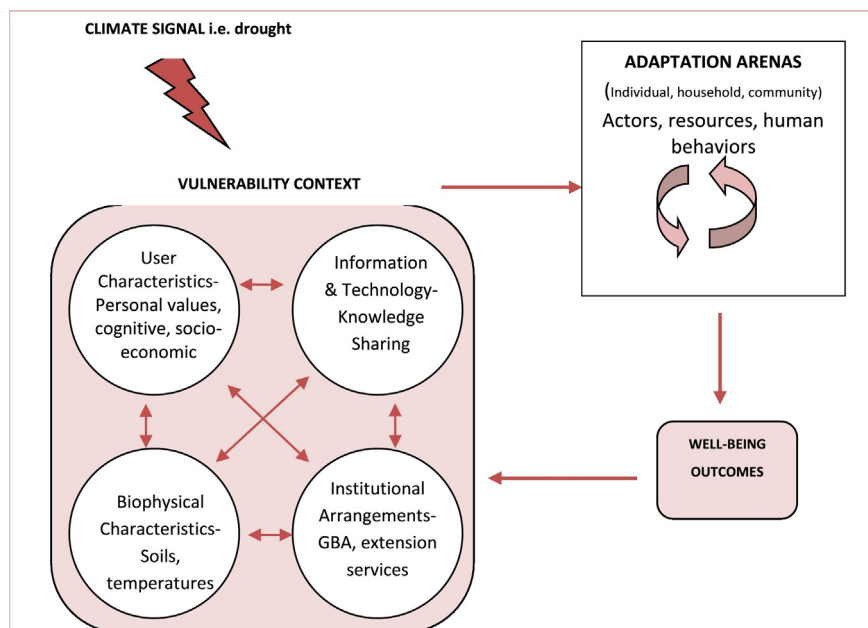 CLIMATE SIGNAL i.e. drought
ADAPTATION ARENAS
(Individual, household, community)
Actors, resources, human
behaviors
VULNERABILITY CONTEXT
User
Characteristics-
Personal values,
cognitive, socio-
economic
Information
& Technology-
Knowledge
Sharing
Biophysical
Characteristics-
Soils,
temperatures
Institutional
Arrangements-
GBA, extension
services
WELL-BEING
OUTCOMES